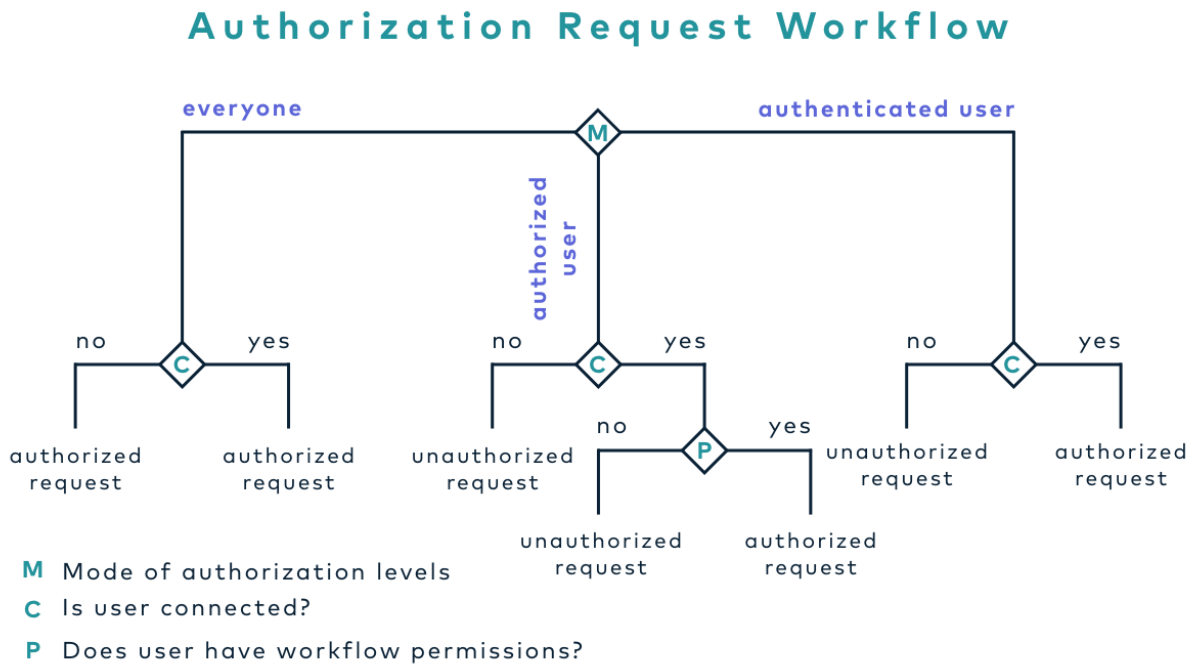 Authorization Request Workflow
everyone
authenticated user
M
authorized
user
no
yes
no
yes
no
yes
C
C
C
no
yes
P
authorized
request
authorized
request
unauthorized
request
unauthorized
request
authorized
request
unauthorized
request
authorized
request
M Mode of authorization levels
C Is user connected?
P Does user have workflow permissions?